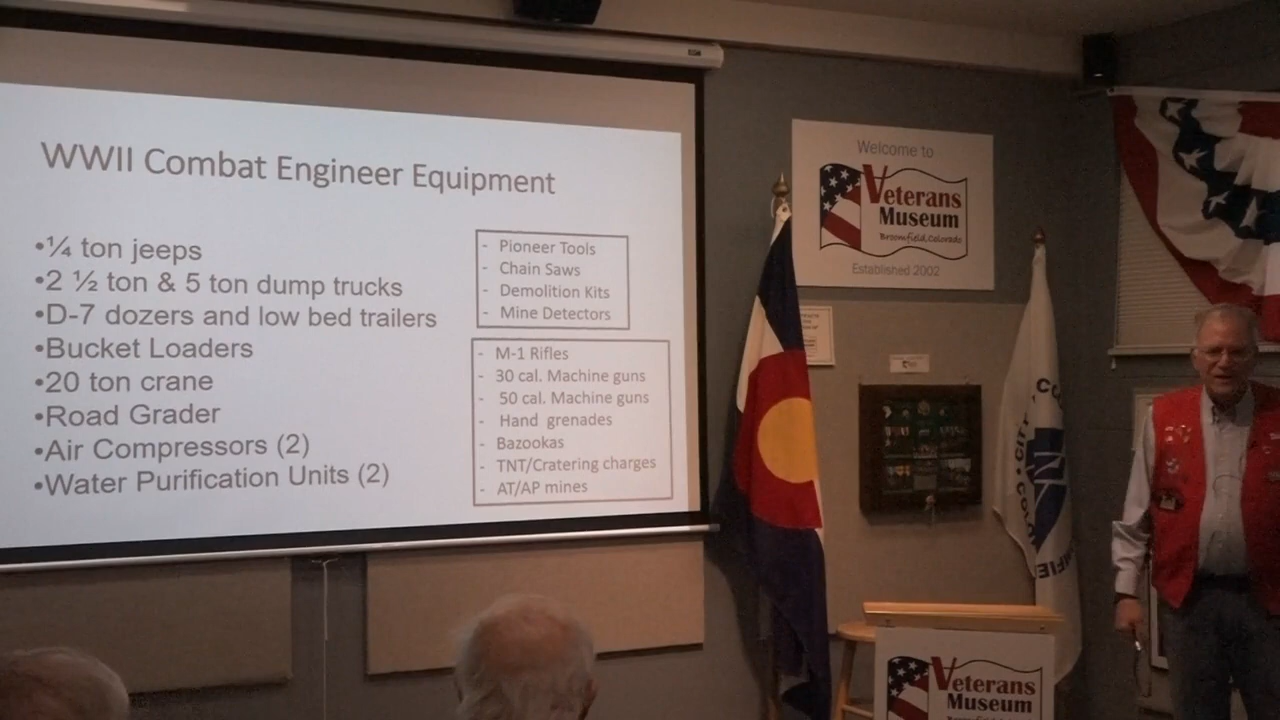 WWII Combat Engineer Equipment
•¼ ton jeeps
•2 ½ ton & 5 ton dump trucks
•D-7 dozers and low bed trailers
•Bucket Loaders
•20 ton crane
•Road Grader
•Air Compressors (2)
•Water Purification Units (2)
- Pioneer Tools
- Chain Saws
- Demolition Kits
- Mine Detectors
- M-1 Rifles
- 30 cal. Machine guns
- 50 cal. Machine guns
- Hand grenades
- Bazookas
- TNT/Cratering charges
- AT/AP mines
Welcome to
Veterans
Museum
Broomfield, Colorado
Established 2002
Veterans
Museum